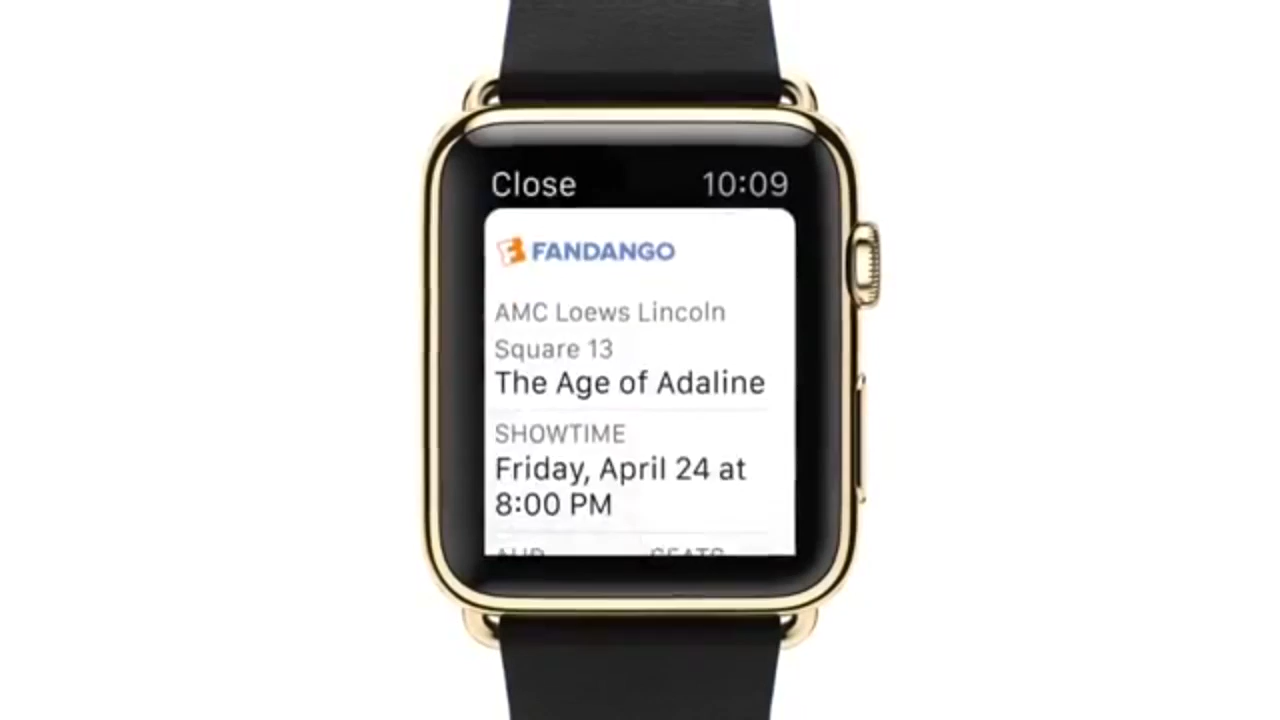 Close 10:09
FANDANGO
AMC Loews Lincoln
Square 13
The Age of Adaline
SHOWTIME
Friday, April 24 at
8:00 PM
SEATS